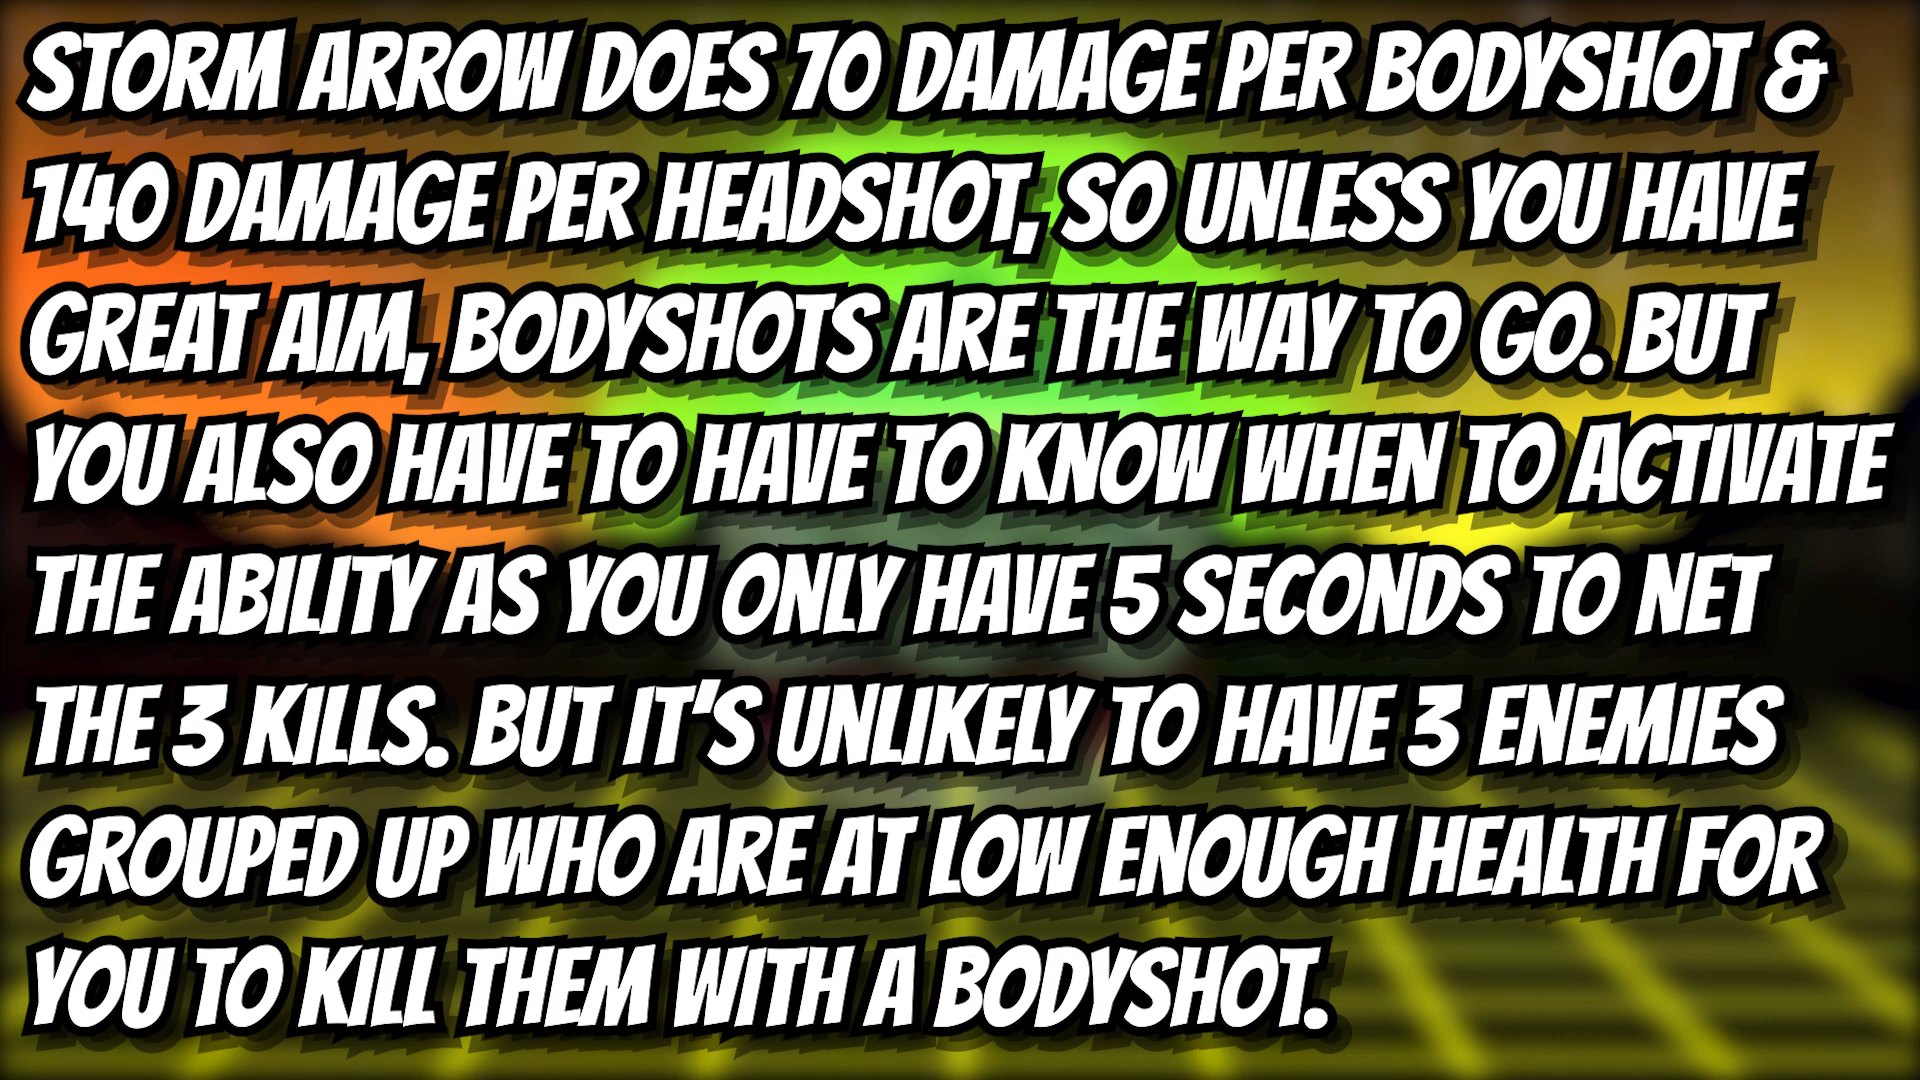 STORM ARROW DOES 70 DAMAGE PER BODYSHOT &
140 DAMAGE PER HEADSHOT, SO UNLESS YOU HAVE
GREAT AIM, BODYSHOTS ARE THE WAY TO GO. BUT
YOU ALSO HAVE TO HAVE TO KNOW WHEN TO ACTIVATE
THE ABILITY AS YOU ONLY HAVE 5 SECONDS TO NET
THE 3 KILLS. BUT IT'S UNLIKELY TO HAVE 3 ENEMIES
GROUPED UP WHO ARE AT LOW ENOUGH HEALTH FOR
YOU TO KILL THEM WITH A BODYSHOT.